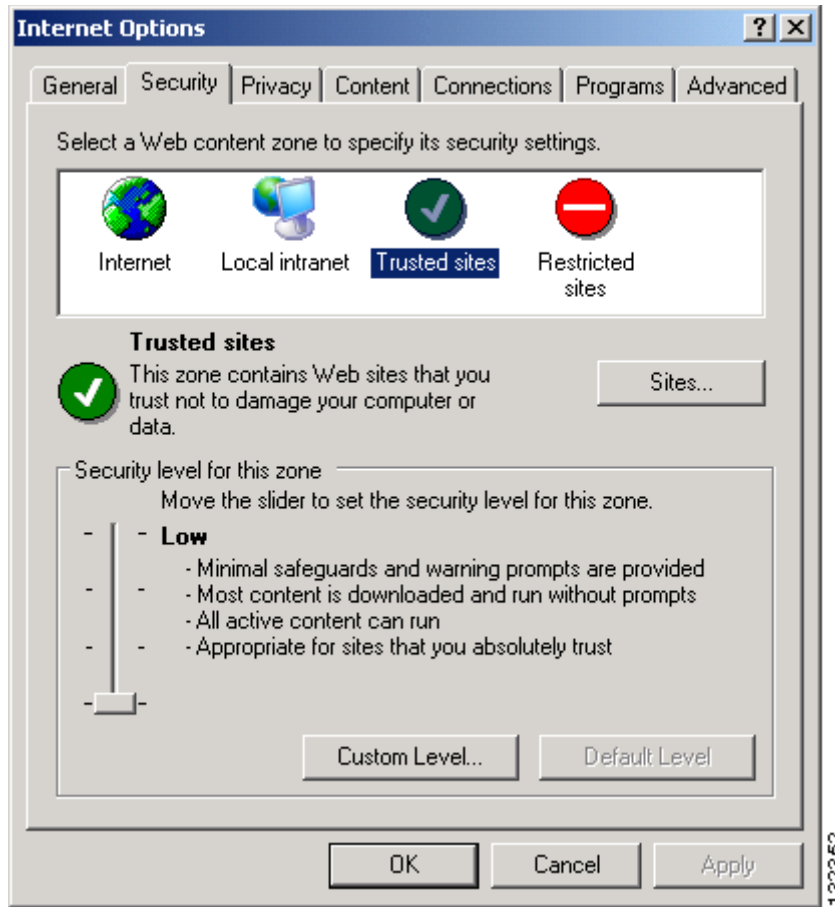 Internet Options
General Security Privacy Content Connections Programs Advanced
Select a Web content zone to specify its security settings.
Internet Local intranet Trusted sites Restricted
sites
Trusted sites
This zone contains Web sites that you
trust not to damage your computer or
data.
Sites...
Security level for this zone
Move the slider to set the security level for this zone.
Low
- Minimal safeguards and warning prompts are provided
- Most content is downloaded and run without prompts
- All active content can run
- Appropriate for sites that you absolutely trust
Custom Level... Default Level
OK Cancel Apply